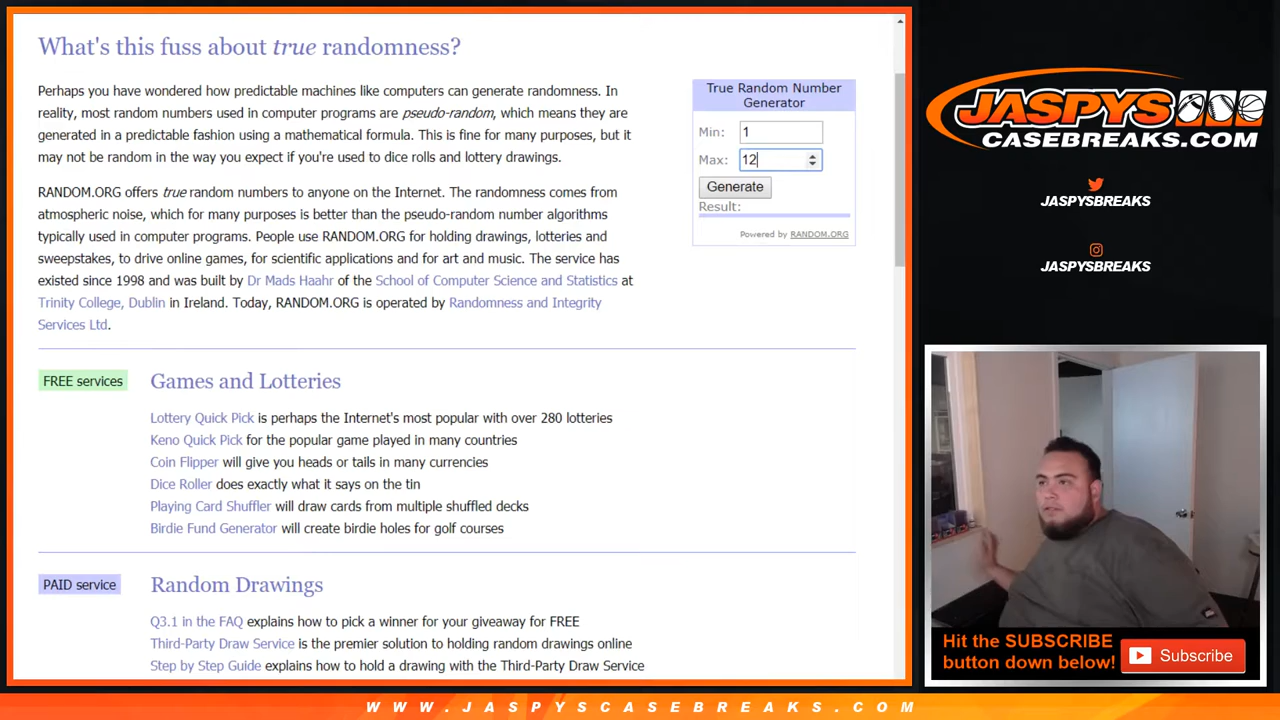 What's this fuss about true randomness?
Perhaps you have wondered how predictable machines like computers can generate randomness. In
reality, most random numbers used in computer programs are pseudo-random, which means they are
generated in a predictable fashion using a mathematical formula. This is fine for many purposes, but it
may not be random in the way you expect if you're used to dice rolls and lottery drawings.
RANDOM.ORG offers true random numbers to anyone on the Internet. The randomness comes from
atmospheric noise, which for many purposes is better than the pseudo-random number algorithms
typically used in computer programs. People use RANDOM.ORG for holding drawings, lotteries and
sweepstakes, to drive online games, for scientific applications and for art and music. The service has
existed since 1998 and was built by Dr Mads Haahr of the School of Computer Science and Statistics at
Trinity College, Dublin in Ireland. Today, RANDOM.ORG is operated by Randomness and Integrity
Services Ltd.
True Random Number
Generator
Min: 1
Max: 12
Generate
Result:
Powered by RANDOM.ORG
FREE services
Games and Lotteries
Lottery Quick Pick is perhaps the Internet's most popular with over 280 lotteries
Keno Quick Pick for the popular game played in many countries
Coin Flipper will give you heads or tails in many currencies
Dice Roller does exactly what it says on the tin
Playing Card Shuffler will draw cards from multiple shuffled decks
Birdie Fund Generator will create birdie holes for golf courses
PAID service
Random Drawings
Q3.1 in the FAQ explains how to pick a winner for your giveaway for FREE
Third-Party Draw Service is the premier solution to holding random drawings online
Step by Step Guide explains how to hold a drawing with the Third-Party Draw Service
JASPYS
CASEBREAKS.COM
JASPYSBREAKS
JASPYSBREAKS
Hit the SUBSCRIBE
button down below!
Subscribe
WWW.JASPYSCASEBREAKS.COM